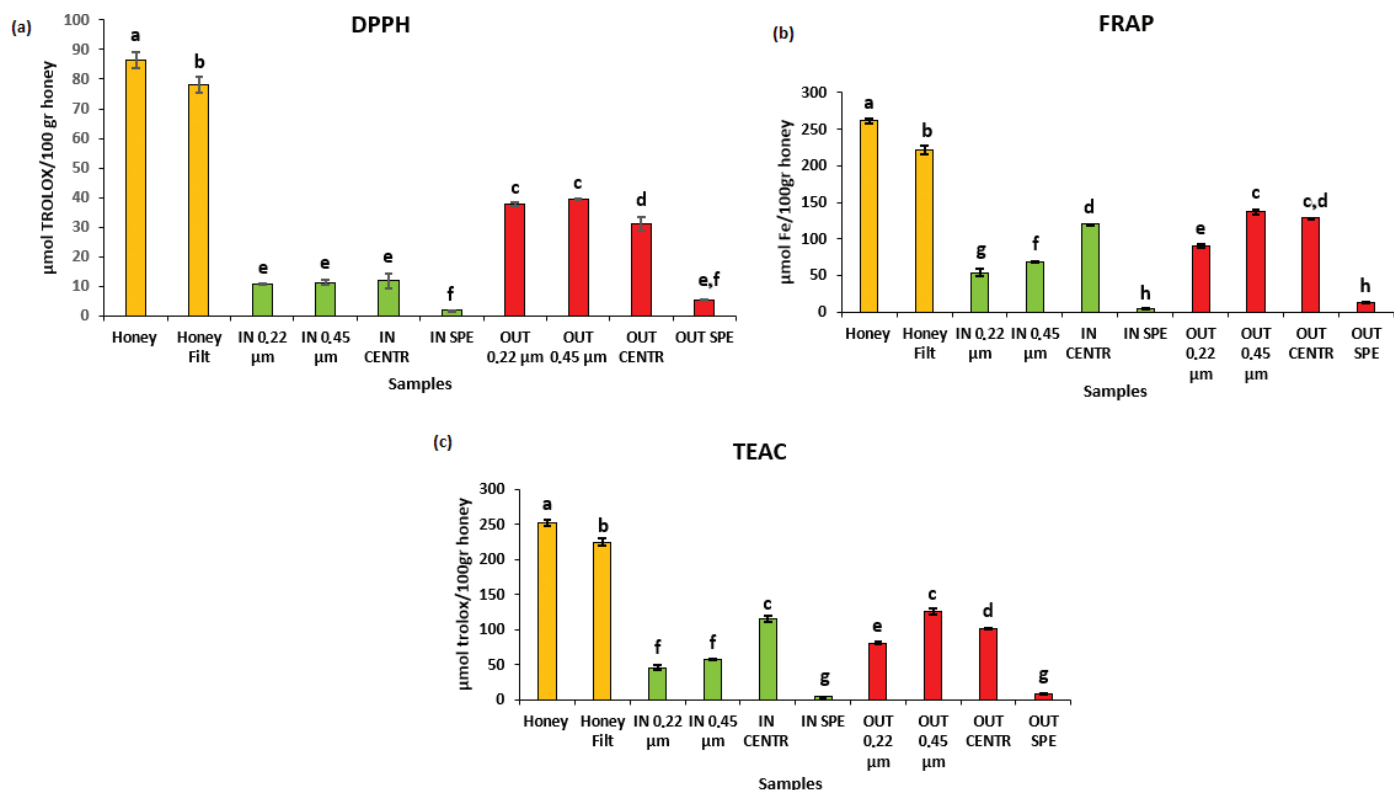 (a)
DPPH
µmol TROLOX/100 gr honey
100
90
80
70
60
50
40
30
20
10
0
a
b
e
e
e
f
c
c
d
e,f
Honey
Honey Filt
IN 0,22 µm
IN 0,45 µm
IN CENTR
IN SPE
OUT 0,22 µm
OUT 0,45 µm
OUT CENTR
OUT SPE
Samples
(b)
FRAP
µmol Fe/100gr honey
300
250
200
150
100
50
0
a
b
g
f
d
h
e
c
c,d
h
Honey
Honey Filt
IN 0,22 µm
IN 0,45 µm
IN CENTR
IN SPE
OUT 0,22 µm
OUT 0,45 µm
OUT CENTR
OUT SPE
Samples
(c)
TEAC
µmol trolox/100gr honey
300
250
200
150
100
50
0
a
b
f
f
c
g
e
c
d
g
Honey
Honey Filt
IN 0,22 µm
IN 0,45 µm
IN CENTR
IN SPE
OUT 0,22 µm
OUT 0,45 µm
OUT CENTR
OUT SPE
Samples